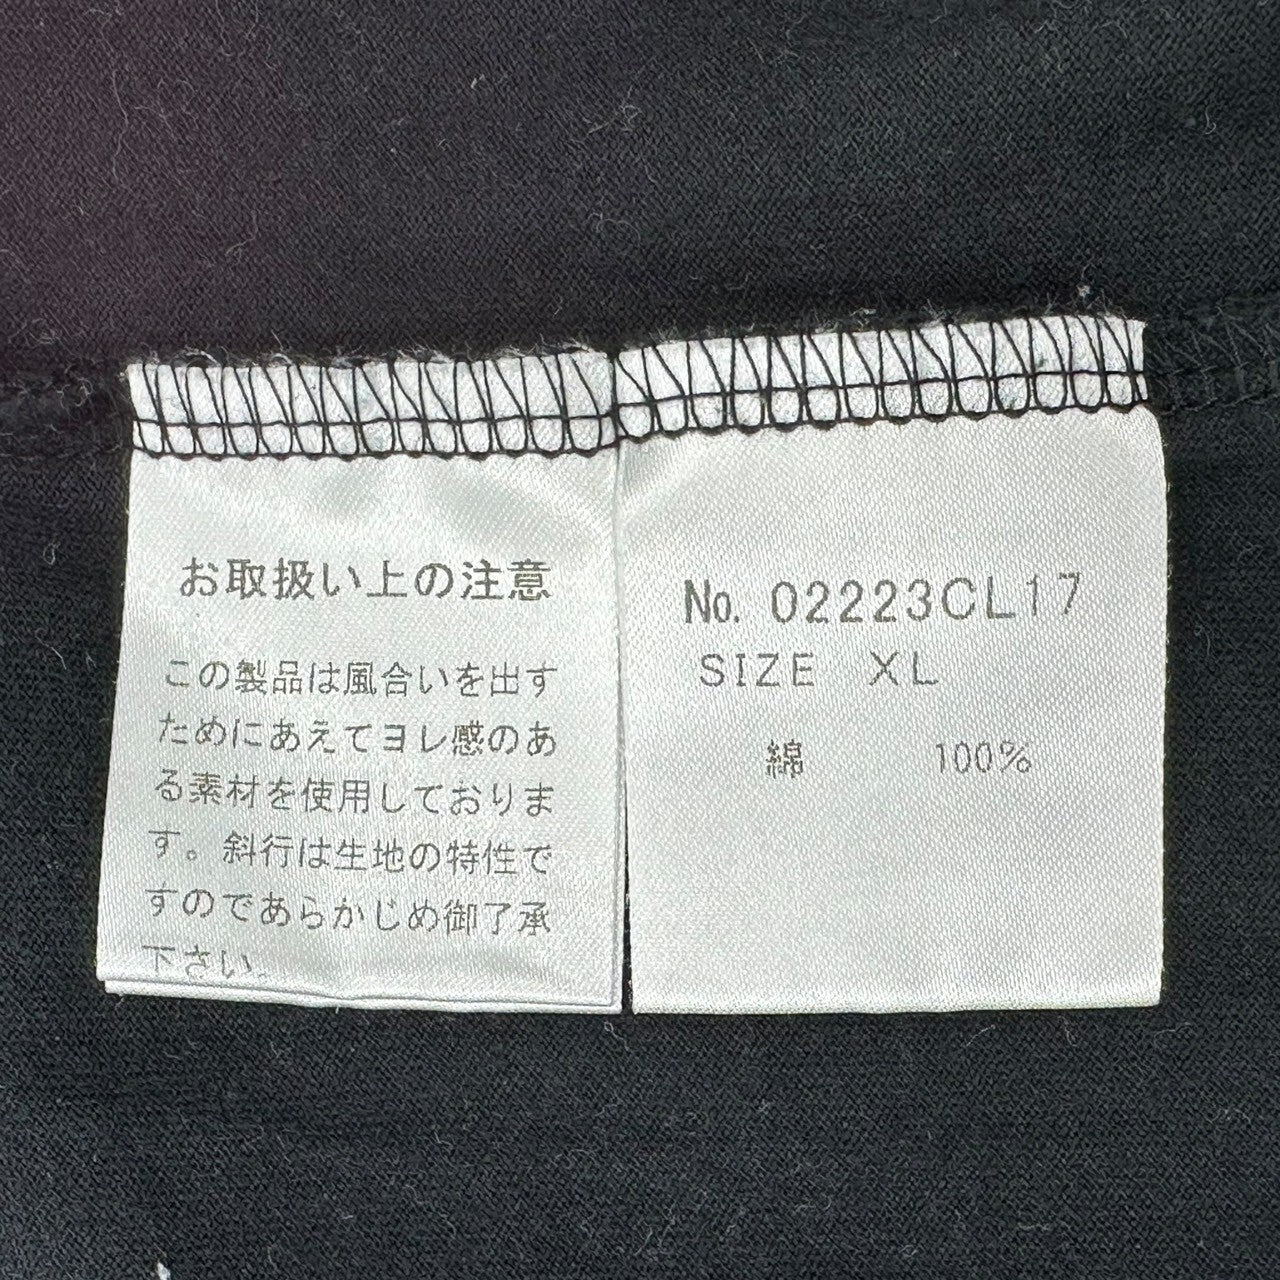 お取扱い上の注意
この製品は風合いを出す
ためにあえてヨレ感のあ
る素材を使用しておりま
す。斜行は生地の特性で
すのであらかじめ御了承
下さい。
No. 02223CL17
SIZE XL
綿 100%